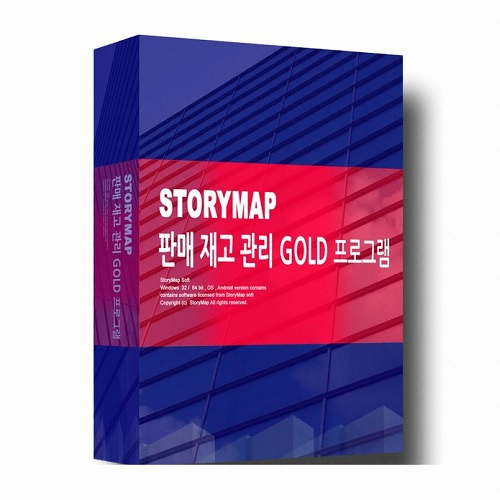 STORYMAP
판매 재고 관리 GOLD 프로그램
StoryMap Soft
Windows 32 / 64 bit , OS , Android version contains
contains software licensed from StoryMap soft
Copyright (c) StoryMap All rights reserved.
STORYMAP
판매 재고 관리 GOLD 프로그램